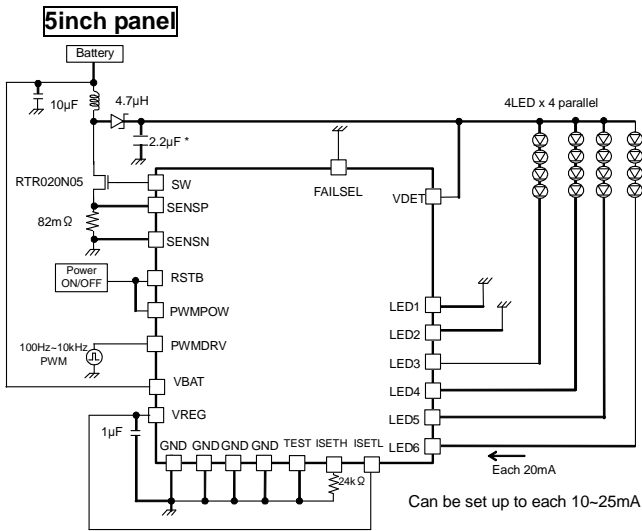 5inch panel
Battery
10µF
4.7µH
2.2µF *
4LED x 4 parallel
RTR020N05
SW
FAILSEL
VDET
SENSP
82mΩ
SENSN
Power
ON/OFF
RSTB
PWMPOW
LED1
LED2
100Hz~10kHz
PWM
PWMDRV
LED3
VBAT
LED4
VREG
LED5
1µF
GND GND GND GND TEST ISETH ISETL
LED6
24kΩ
Each 20mA
Can be set up to each 10~25mA